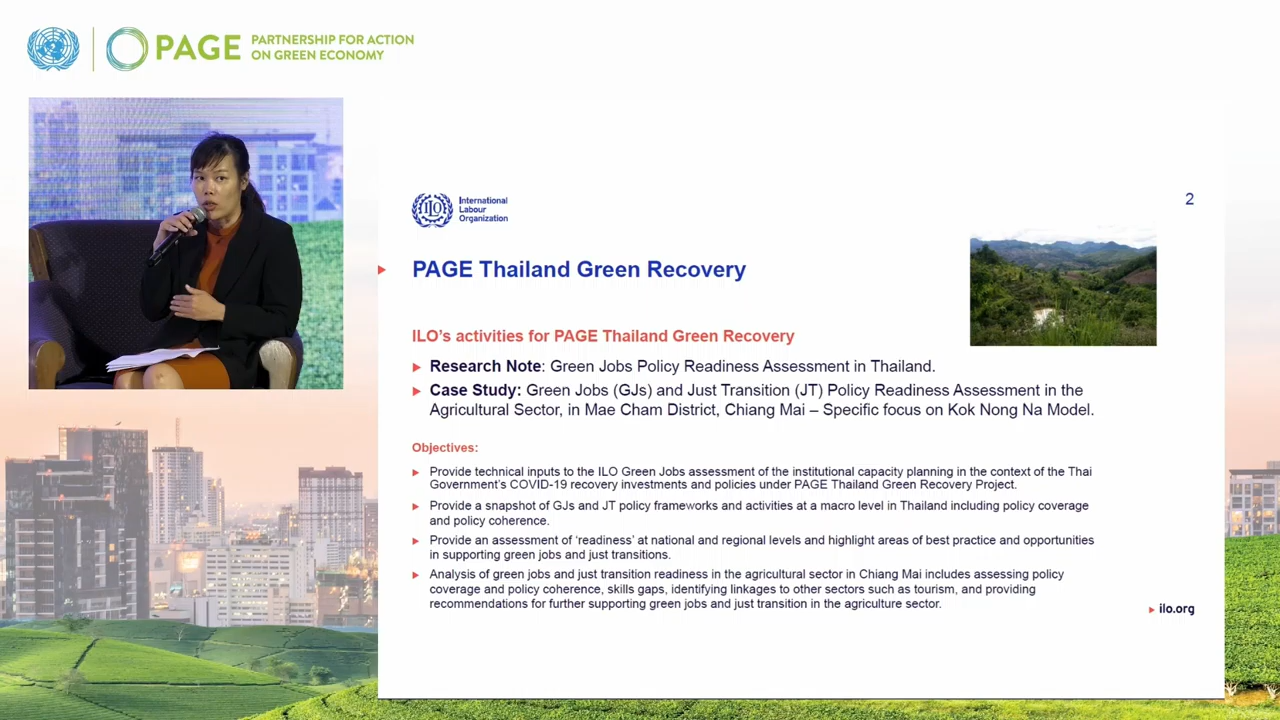 PAGE
PARTNERSHIP FOR ACTION
ON GREEN ECONOMY
International
Labour
Organization
ILO
2
PAGE Thailand Green Recovery
ILO's activities for PAGE Thailand Green Recovery
Research Note: Green Jobs Policy Readiness Assessment in Thailand.
Case Study: Green Jobs (GJs) and Just Transition (JT) Policy Readiness Assessment in the
Agricultural Sector, in Mae Cham District, Chiang Mai – Specific focus on Kok Nong Na Model.
Objectives:
Provide technical inputs to the ILO Green Jobs assessment of the institutional capacity planning in the context of the Thai
Government's COVID-19 recovery investments and policies under PAGE Thailand Green Recovery Project.
Provide a snapshot of GJs and JT policy frameworks and activities at a macro level in Thailand including policy coverage
and policy coherence.
Provide an assessment of 'readiness' at national and regional levels and highlight areas of best practice and opportunities
in supporting green jobs and just transitions.
Analysis of green jobs and just transition readiness in the agricultural sector in Chiang Mai includes assessing policy
coverage and policy coherence, skills gaps, identifying linkages to other sectors such as tourism, and providing
recommendations for further supporting green jobs and just transition in the agriculture sector.
ilo.org